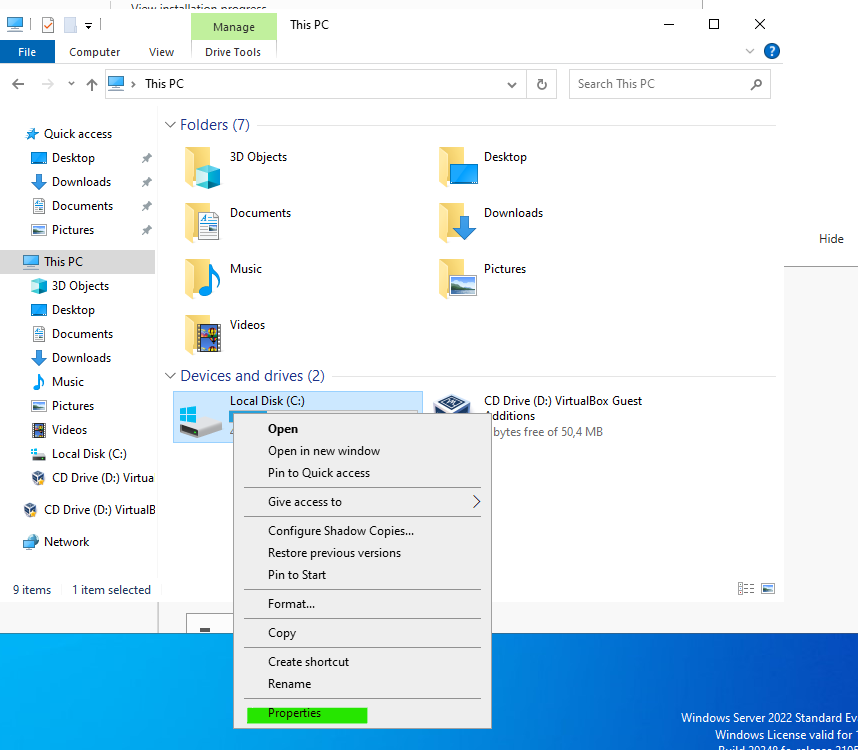 View installation progress
Manage
This PC
File
Computer
View
Drive Tools
This PC
Search This PC
Quick access
Desktop
Downloads
Documents
Pictures
This PC
3D Objects
Desktop
Documents
Downloads
Music
Pictures
Videos
Local Disk (C:)
CD Drive (D:) Virtua
CD Drive (D:) VirtualB
Network
Folders (7)
3D Objects
Desktop
Documents
Downloads
Music
Pictures
Videos
Devices and drives (2)
Local Disk (C:)
CD Drive (D:) VirtualBox Guest
Additions
bytes free of 50,4 MB
Open
Open in new window
Pin to Quick access
Give access to
Configure Shadow Copies...
Restore previous versions
Pin to Start
Format...
Copy
Create shortcut
Rename
Properties
9 items
1 item selected
Hide
Windows Server 2022 Standard Ev
Windows License valid for